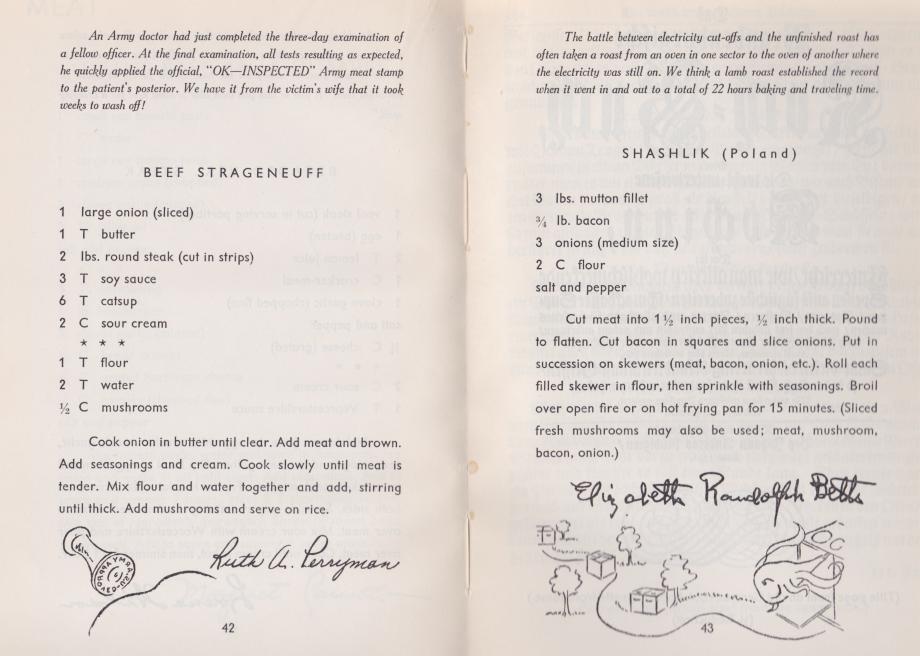 An Army doctor had just completed the three-day examination of
a fellow officer. At the final examination, all tests resulting as expected,
he quickly applied the official, "OK—INSPECTED" Army meat stamp
to the patient's posterior. We have it from the victim's wife that it took
weeks to wash off!
BEEF STRAGENEUFF
1 large onion (sliced)
1 T butter
2 lbs. round steak (cut in strips)
3 T soy sauce
6 T catsup
2 C sour cream
* * *
1 T flour
2 T water
½ C mushrooms
Cook onion in butter until clear. Add meat and brown.
Add seasonings and cream. Cook slowly until meat is
tender. Mix flour and water together and add, stirring
until thick. Add mushrooms and serve on rice.
Ruth A. Perryman
42
The battle between electricity cut-offs and the unfinished roast has
often taken a roast from an oven in one sector to the oven of another where
the electricity was still on. We think a lamb roast established the record
when it went in and out to a total of 22 hours baking and traveling time.
SHASHLIK (Poland)
3 lbs. mutton fillet
¾ lb. bacon
3 onions (medium size)
2 C flour
salt and pepper
Cut meat into 1½ inch pieces, ½ inch thick. Pound
to flatten. Cut bacon in squares and slice onions. Put in
succession on skewers (meat, bacon, onion, etc.). Roll each
filled skewer in flour, then sprinkle with seasonings. Broil
over open fire or on hot frying pan for 15 minutes. (Sliced
fresh mushrooms may also be used; meat, mushroom,
bacon, onion.)
Elizabeth Randolph Betts
43